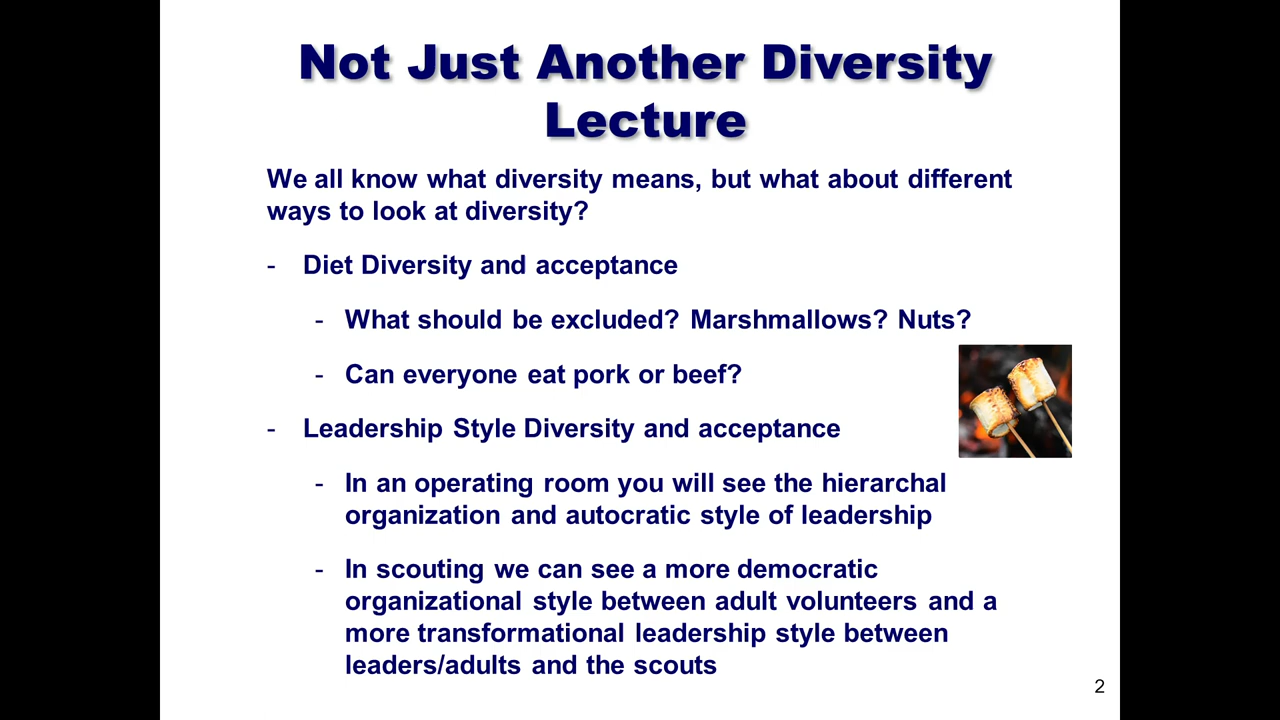 Not Just Another Diversity
Lecture
We all know what diversity means, but what about different
ways to look at diversity?
- Diet Diversity and acceptance
- What should be excluded? Marshmallows? Nuts?
- Can everyone eat pork or beef?
- Leadership Style Diversity and acceptance
- In an operating room you will see the hierarchal
organization and autocratic style of leadership
- In scouting we can see a more democratic
organizational style between adult volunteers and a
more transformational leadership style between
leaders/adults and the scouts
2